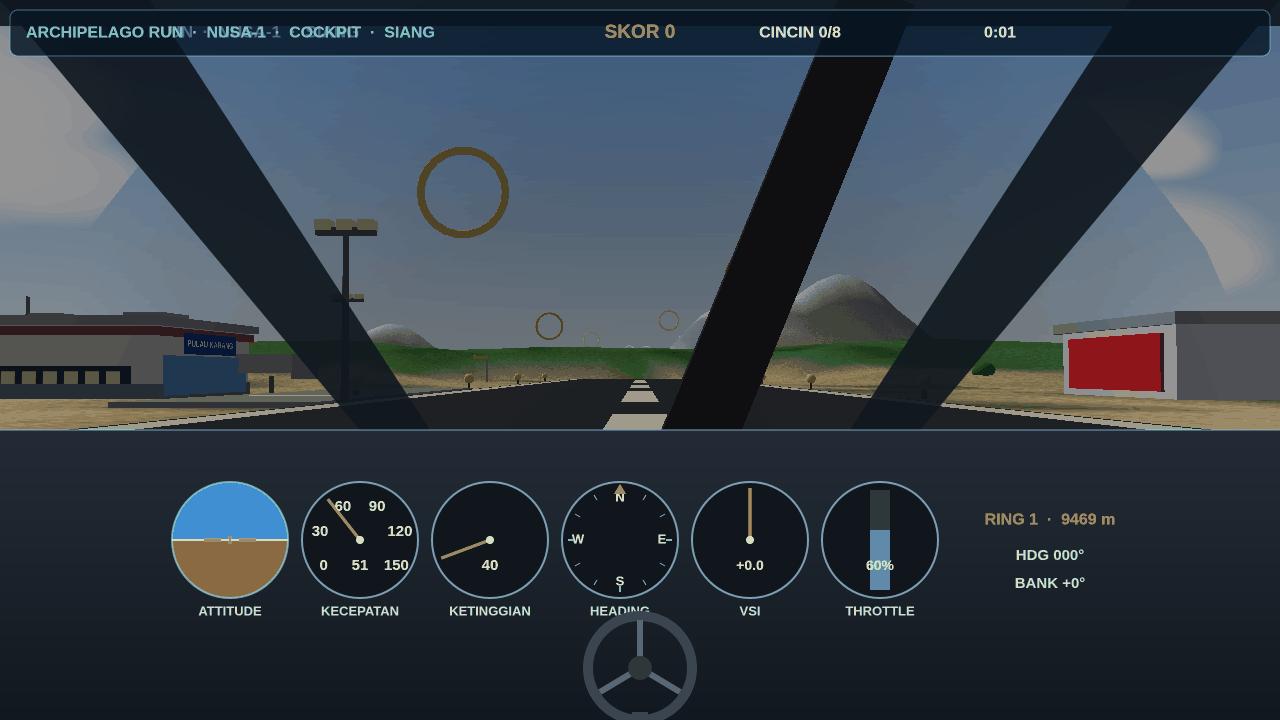 ARCHIPELAGO RUN · NUSA-1 · COCKPIT · SIANG
SKOR 0
CINCIN 0/8
0:01
PULAU KARANG
60 90
30 120
0 51 150
40
N
W E
S
+0.0
60%
RING 1 · 9469 m
HDG 000°
BANK +0°
ATTITUDE
KECEPATAN
KETINGGIAN
HEADING
VSI
THROTTLE